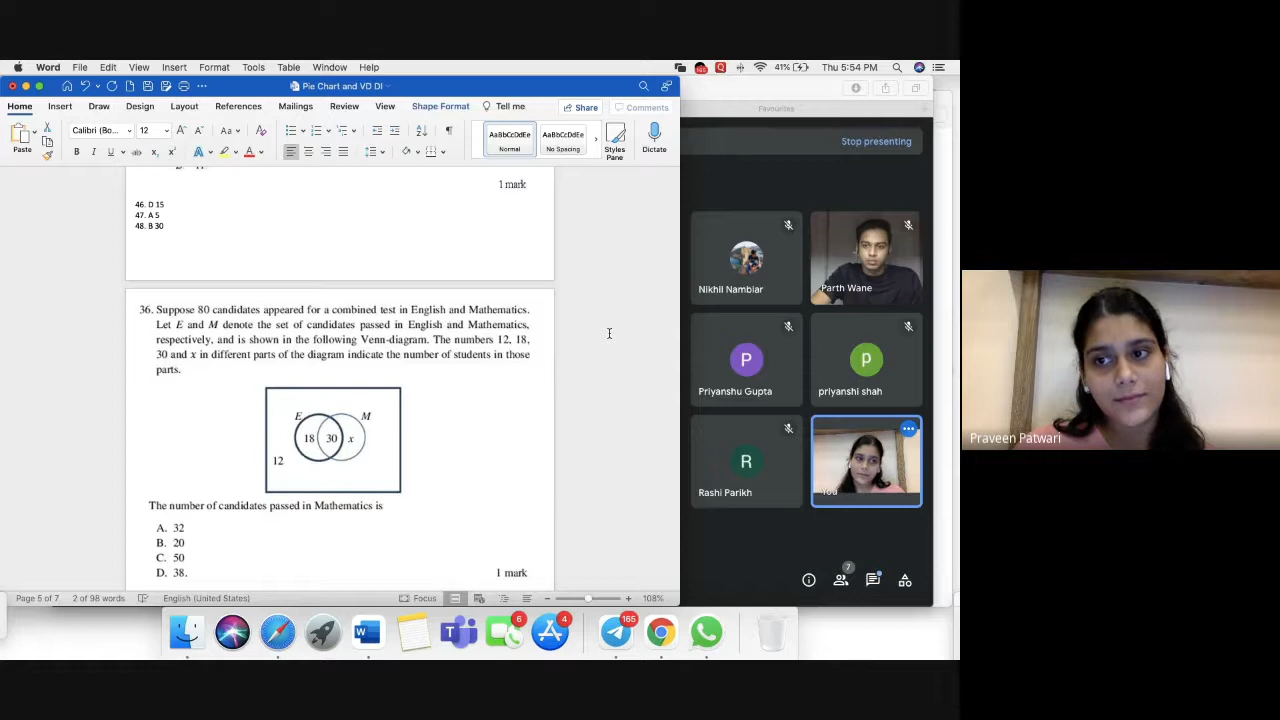 Word File Edit View Insert Format Tools Table Window Help 41% Thu 5:54 PM
Pie Chart and VD DI
Favourites
Home Insert Draw Design Layout References Mailings Review View Shape Format Tell me Share Comments
Paste Calibri (Bo... 12 AaBbCcDdEe Normal AaBbCcDdEe No Spacing Styles Pane Dictate
Stop presenting
1 mark
46. D 15
47. A 5
48. B 30
36. Suppose 80 candidates appeared for a combined test in English and Mathematics.
Let E and M denote the set of candidates passed in English and Mathematics,
respectively, and is shown in the following Venn-diagram. The numbers 12, 18,
30 and x in different parts of the diagram indicate the number of students in those
parts.
E M
18 30 x
12
The number of candidates passed in Mathematics is
A. 32
B. 20
C. 50
D. 38.
1 mark
Page 5 of 7 2 of 98 words English (United States) Focus 108%
Nikhil Nambiar
Parth Wane
P
Priyanshu Gupta
p
priyanshi shah
R
Rashi Parikh
You
7
6 4 165
Praveen Patwari